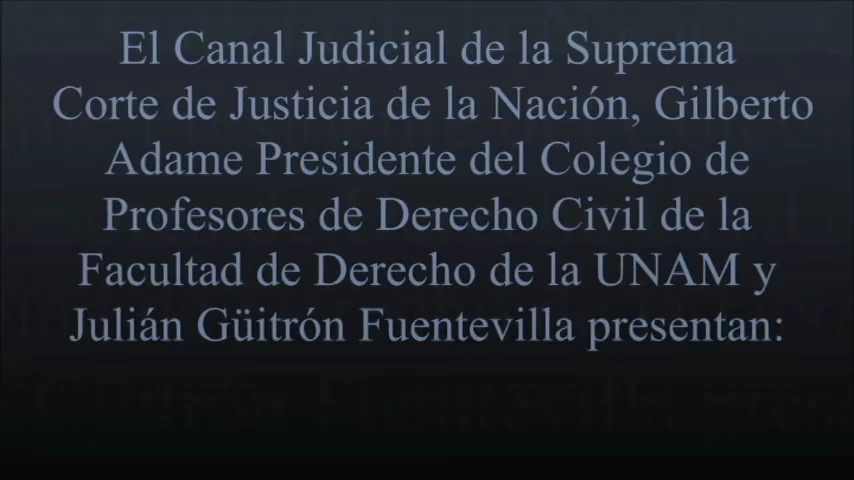 El Canal Judicial de la Suprema
Corte de Justicia de la Nación, Gilberto
Adame Presidente del Colegio de
Profesores de Derecho Civil de la
Facultad de Derecho de la UNAM y
Julián Güitrón Fuentevilla presentan: